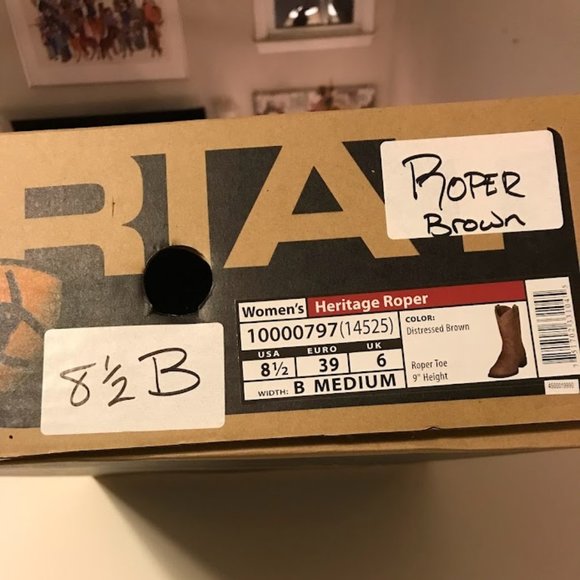 RIAT
ROPER
Brown
8½ B
Women's Heritage Roper
10000797(14525)
USA EURO UK
8½ 39 6
WIDTH: B MEDIUM
COLOR:
Distressed Brown
Roper Toe
9" Height